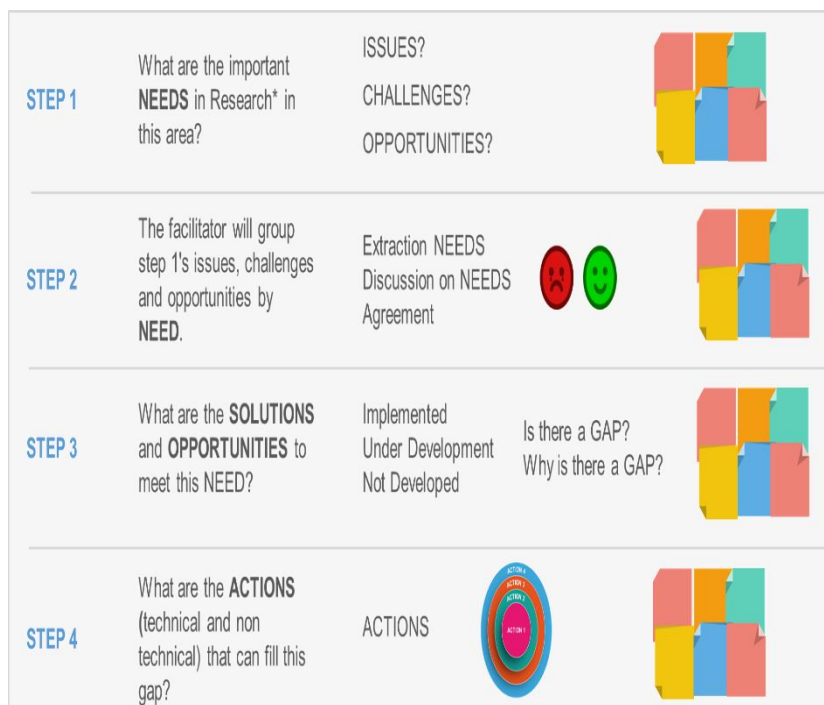 STEP 1
What are the important
NEEDS in Research* in
this area?
ISSUES?
CHALLENGES?
OPPORTUNITIES?
STEP 2
The facilitator will group
step 1's issues, challenges
and opportunities by
NEED.
Extraction NEEDS
Discussion on NEEDS
Agreement
STEP 3
What are the SOLUTIONS
and OPPORTUNITIES to
meet this NEED?
Implemented
Under Development
Not Developed
Is there a GAP?
Why is there a GAP?
STEP 4
What are the ACTIONS
(technical and non
technical) that can fill this
gap?
ACTIONS
ACTION 4
ACTION 3
ACTION 2
ACTION 1